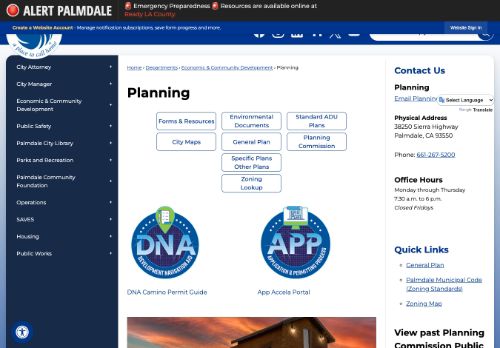 ALERT PALMDALE
Emergency Preparedness Resources are available online at
Ready LA County.
Create a Website Account - Manage notification subscriptions, save form progress and more.
Website Sign In
a place to call home
City Attorney
City Manager
Economic & Community
Development
Public Safety
Palmdale City Library
Parks and Recreation
Palmdale Community
Foundation
Operations
SAVES
Housing
Public Works
Home › Departments › Economic & Community Development › Planning
Planning
Forms & Resources
Environmental
Documents
Standard ADU
Plans
City Maps
General Plan
Planning
Commission
Specific Plans
Other Plans
Zoning
Lookup
DNA
DEVELOPMENT NAVIGATION AID
APP
APPLICATION & PERMITTING PROCESS
DNA Camino Permit Guide
App Accela Portal
Contact Us
Planning
Email Planning
Select Language
Translate
Physical Address
38250 Sierra Highway
Palmdale, CA 93550
Phone: 661-267-5200
Office Hours
Monday through Thursday
7:30 a.m. to 6 p.m.
Closed Fridays
Quick Links
General Plan
Palmdale Municipal Code
(Zoning Standards)
Zoning Map
View past Planning
Commission Public